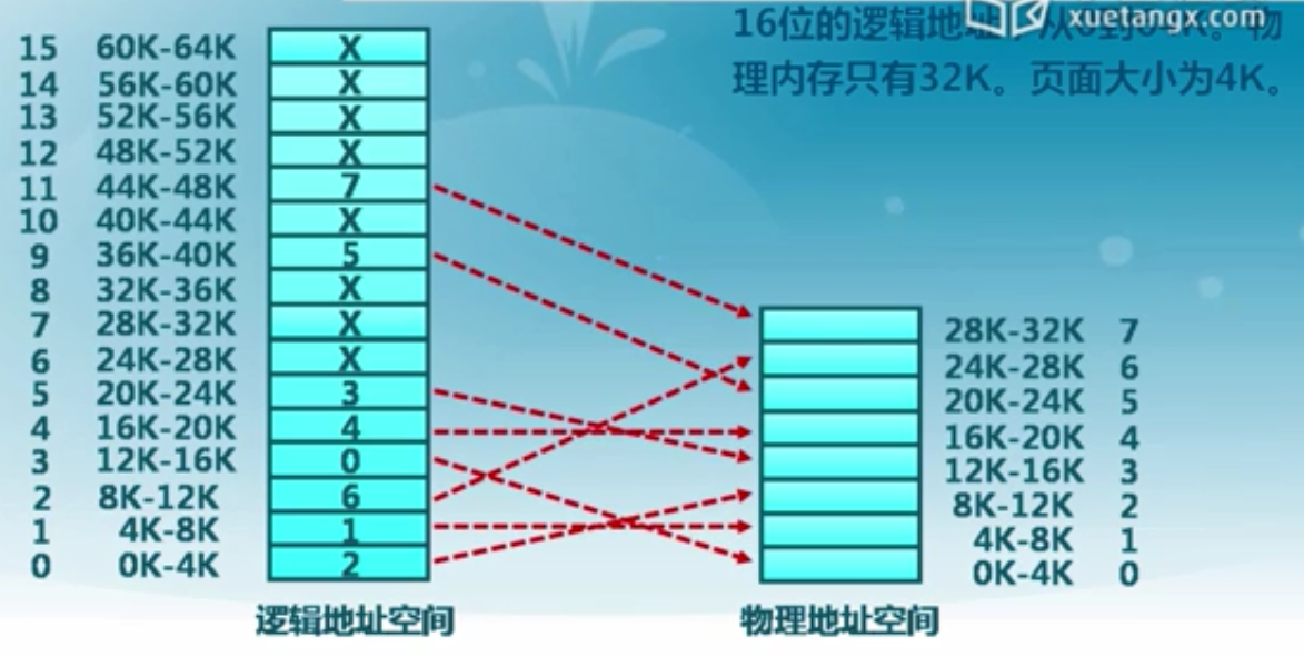 xuetangx.com
16位的逻辑地址，从0到64K。物
理内存只有32K。页面大小为4K。
15 60K-64K X
14 56K-60K X
13 52K-56K X
12 48K-52K X
11 44K-48K 7
10 40K-44K X
9 36K-40K 5
8 32K-36K X
7 28K-32K X 28K-32K 7
6 24K-28K X 24K-28K 6
5 20K-24K 3 20K-24K 5
4 16K-20K 4 16K-20K 4
3 12K-16K 0 12K-16K 3
2 8K-12K 6 8K-12K 2
1 4K-8K 1 4K-8K 1
0 0K-4K 2 0K-4K 0
逻辑地址空间 物理地址空间